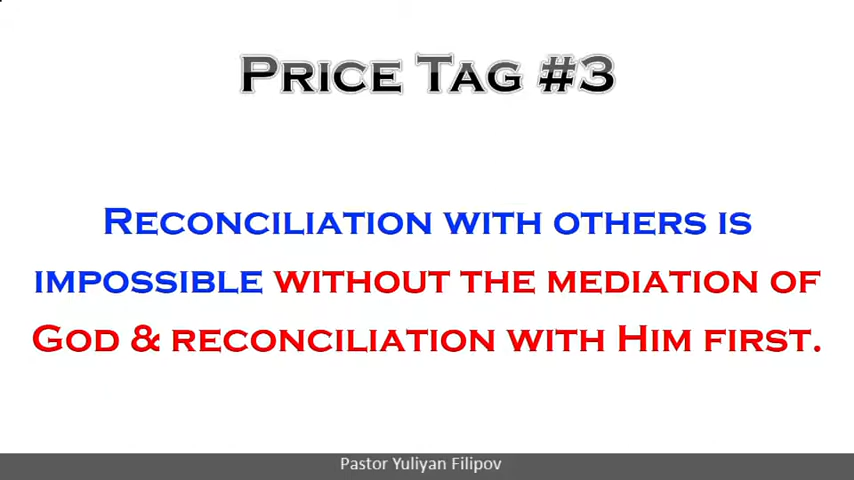 Price Tag #3
Reconciliation with others is
impossible without the mediation of
God & reconciliation with Him first.
Pastor Yuliyan Filipov